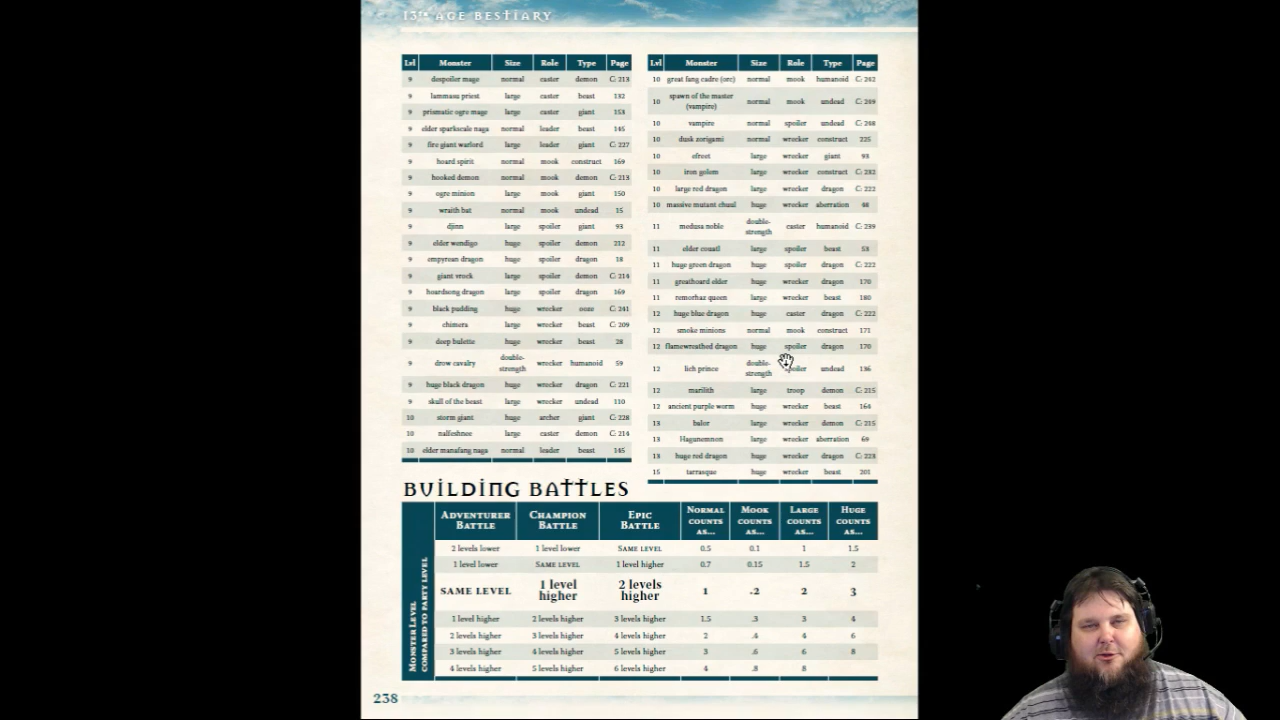 13TH AGE BESTIARY
Lvl Monster Size Role Type Page
9 despoiler mage normal caster demon C: 213
9 lammasu priest large caster beast 132
9 prismatic ogre mage large caster giant 153
9 elder sparkscale naga normal leader beast 145
9 fire giant warlord large leader giant C: 227
9 hoard spirit normal mook construct 169
9 hooked demon normal mook demon C: 213
9 ogre minion large mook giant 150
9 wraith bat normal mook undead 15
9 djinn large spoiler giant 93
9 elder wendigo huge spoiler demon 212
9 empyrean dragon huge spoiler dragon 18
9 giant vrock large spoiler demon C: 214
9 hoardsong dragon large spoiler dragon 169
9 black pudding huge wrecker ooze C: 241
9 chimera large wrecker beast C: 209
9 deep bulette huge wrecker beast 28
9 drow cavalry double-strength wrecker humanoid 59
9 huge black dragon huge wrecker dragon C: 221
9 skull of the beast large wrecker undead 110
10 storm giant huge archer giant C: 228
10 nalfeshnee large caster demon C: 214
10 elder manafang naga normal leader beast 145
Lvl Monster Size Role Type Page
10 great fang cadre (orc) normal mook humanoid C: 242
10 spawn of the master (vampire) normal mook undead C: 249
10 vampire normal spoiler undead C: 248
10 dusk zorigami normal wrecker construct 225
10 efreet large wrecker giant 93
10 iron golem large wrecker construct C: 232
10 large red dragon large wrecker dragon C: 222
10 massive mutant chuul huge wrecker aberration 48
11 medusa noble double-strength caster humanoid C: 239
11 elder couatl large spoiler beast 53
11 huge green dragon huge spoiler dragon C: 222
11 greathoard elder huge wrecker dragon 170
11 remorhaz queen large wrecker beast 180
12 huge blue dragon huge caster dragon C: 222
12 smoke minions normal mook construct 171
12 flamewreathed dragon huge spoiler dragon 170
12 lich prince double-strength spoiler undead 136
12 marilith large troop demon C: 215
12 ancient purple worm huge wrecker beast 164
13 balor large wrecker demon C: 215
13 Haganemnon large wrecker aberration 69
13 huge red dragon huge wrecker dragon C: 223
15 tarrasque huge wrecker beast 201
BUILDING BATTLES
MONSTER LEVEL COMPARED TO PARTY LEVEL
ADVENTURER BATTLE CHAMPION BATTLE EPIC BATTLE NORMAL COUNTS AS... MOOK COUNTS AS... LARGE COUNTS AS... HUGE COUNTS AS...
2 levels lower 1 level lower SAME LEVEL 0.5 0.1 1 1.5
1 level lower SAME LEVEL 1 level higher 0.7 0.15 1.5 2
SAME LEVEL 1 level higher 2 levels higher 1 .2 2 3
1 level higher 2 levels higher 3 levels higher 1.5 .3 3 4
2 levels higher 3 levels higher 4 levels higher 2 .4 4 6
3 levels higher 4 levels higher 5 levels higher 3 .6 6 8
4 levels higher 5 levels higher 6 levels higher 4 .8 8
238